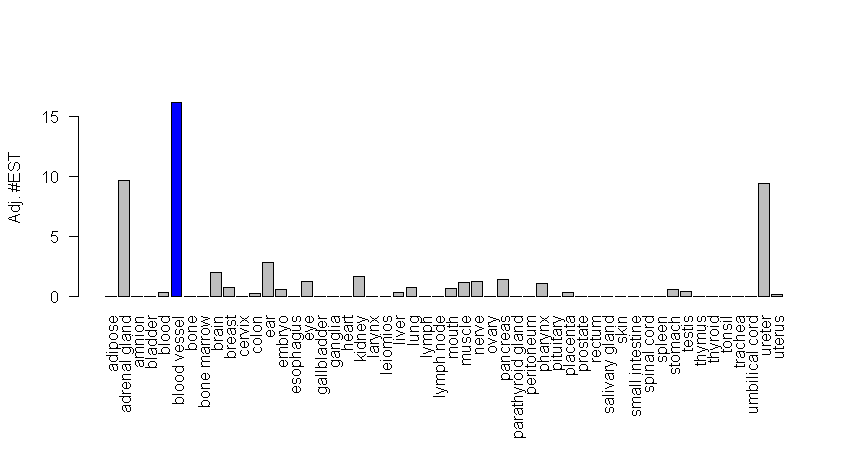 Adj. #EST
15
10
5
0
adipose
adrenal gland
amnion
bladder
blood
blood vessel
bone
bone marrow
brain
breast
cervix
colon
ear
embryo
esophagus
eye
gallbladder
ganglia
heart
kidney
larynx
leiomios
liver
lung
lymph
lymph node
mouth
muscle
nerve
ovary
pancreas
parathyroid gland
peritoneum
pharynx
pituitary
placenta
prostate
rectum
salivary gland
skin
small intestine
spinal cord
spleen
stomach
testis
thymus
thyroid
tonsil
trachea
umbilical cord
ureter
uterus